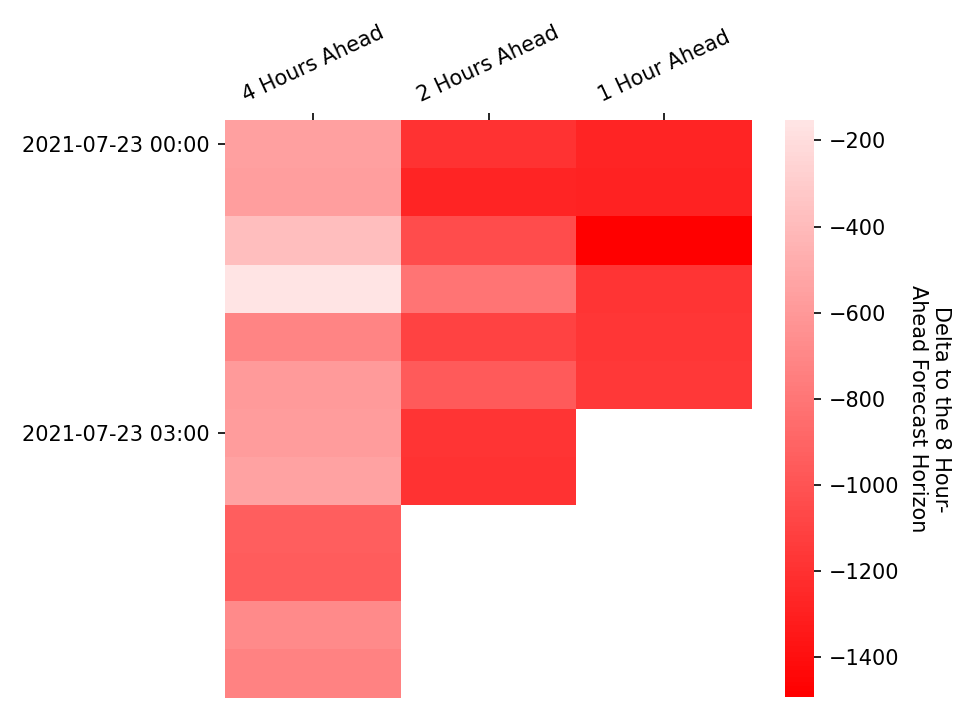 4 Hours Ahead
2 Hours Ahead
1 Hour Ahead
2021-07-23 00:00
2021-07-23 03:00
−200
−400
−600
−800
−1000
−1200
−1400
Delta to the 8 Hour-
Ahead Forecast Horizon